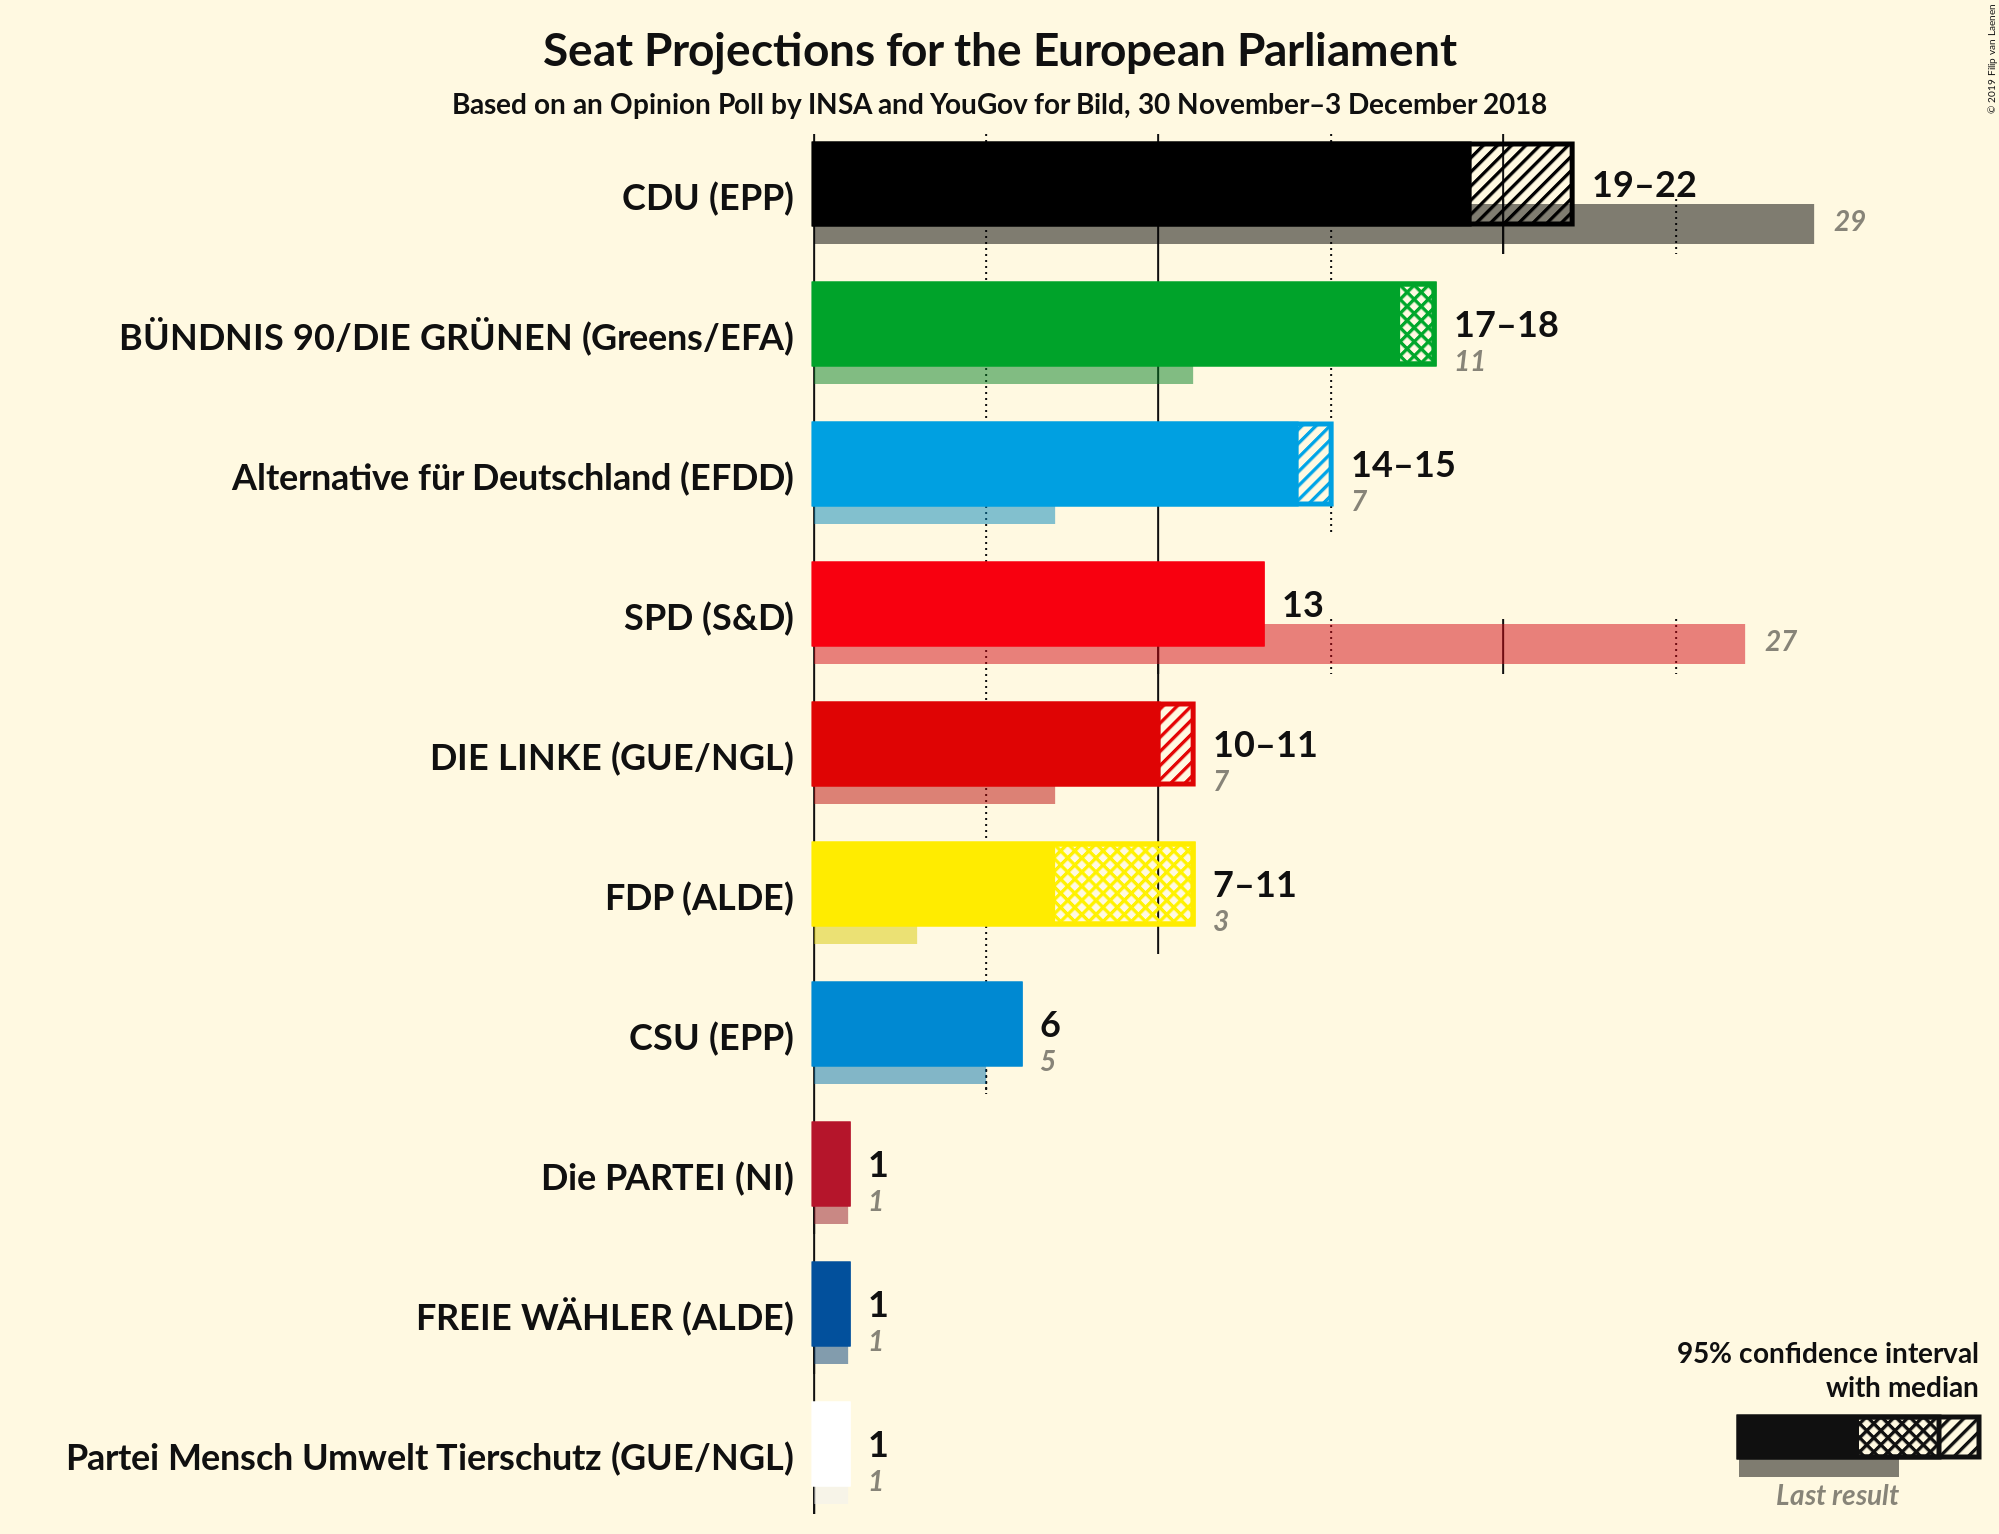 Seat Projections for the European Parliament
Based on an Opinion Poll by INSA and YouGov for Bild, 30 November–3 December 2018
© 2019 Filip van Laenen
CDU (EPP)
19–22
29
BÜNDNIS 90/DIE GRÜNEN (Greens/EFA)
17–18
11
Alternative für Deutschland (EFDD)
14–15
7
SPD (S&D)
13
27
DIE LINKE (GUE/NGL)
10–11
7
FDP (ALDE)
7–11
3
CSU (EPP)
6
5
Die PARTEI (NI)
1
1
FREIE WÄHLER (ALDE)
1
1
Partei Mensch Umwelt Tierschutz (GUE/NGL)
1
1
95% confidence interval
with median
Last result